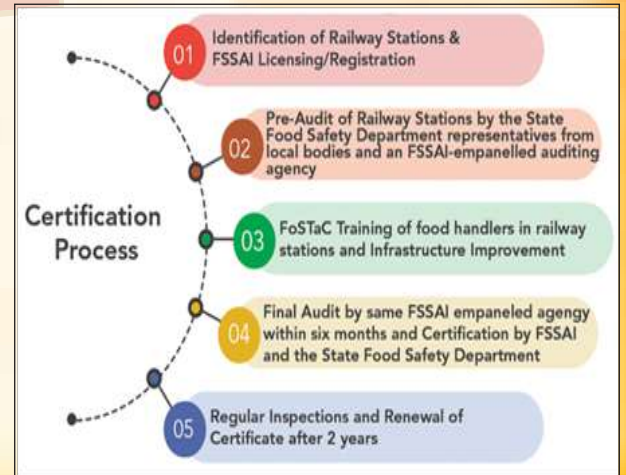 Certification
Process
01
Identification of Railway Stations &
FSSAI Licensing/Registration
02
Pre-Audit of Railway Stations by the State
Food Safety Department representatives from
local bodies and an FSSAI-empanelled auditing
agency
03
FoSTaC Training of food handlers in railway
stations and Infrastructure Improvement
04
Final Audit by same FSSAI empaneled agengy
within six months and Certification by FSSAI
and the State Food Safety Department
05
Regular Inspections and Renewal of
Certificate after 2 years